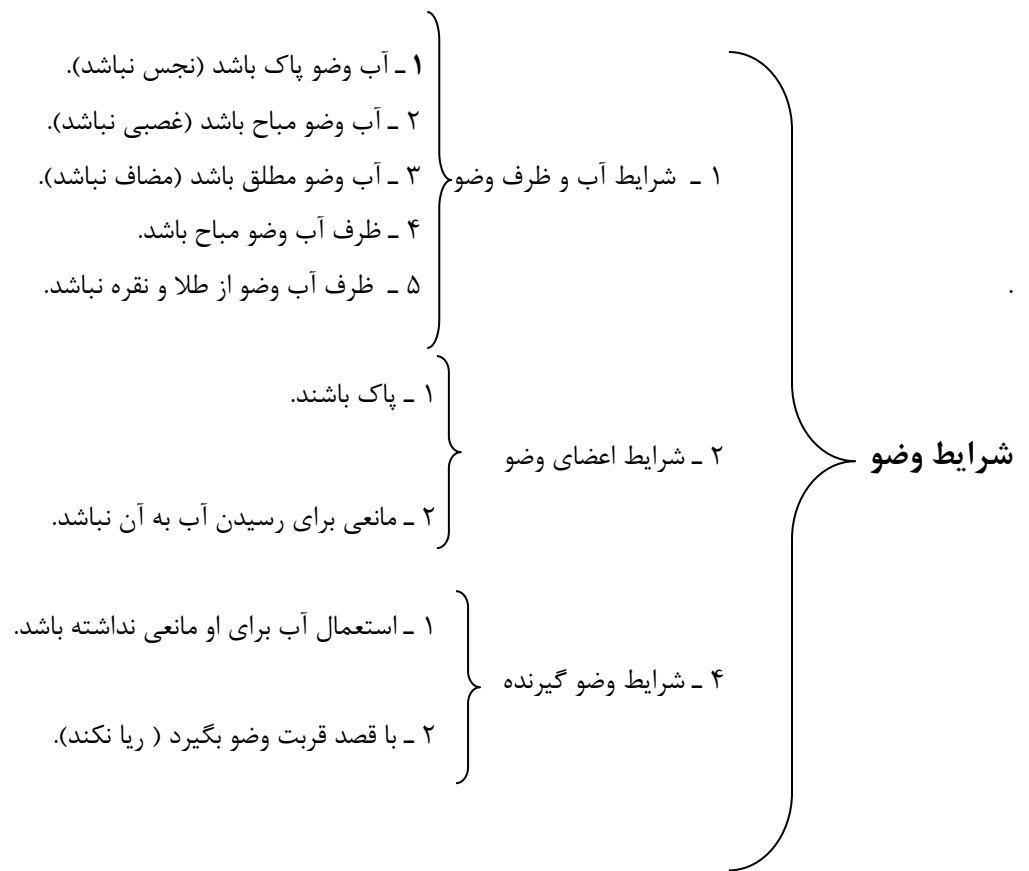 شرایط وضو
۱ ـ شرایط آب و ظرف وضو
۱ ـ آب وضو پاک باشد (نجس نباشد).
۲ ـ آب وضو مباح باشد (غصبی نباشد).
۳ ـ آب وضو مطلق باشد (مضاف نباشد).
۴ ـ ظرف آب وضو مباح باشد.
۵ ـ ظرف آب وضو از طلا و نقره نباشد.
.
۲ ـ شرایط اعضای وضو
۱ ـ پاک باشند.
۲ ـ مانعی برای رسیدن آب به آن نباشد.
۴ ـ شرایط وضو گیرنده
۱ ـ استعمال آب برای او مانعی نداشته باشد.
۲ ـ با قصد قربت وضو بگیرد ( ریا نکند).